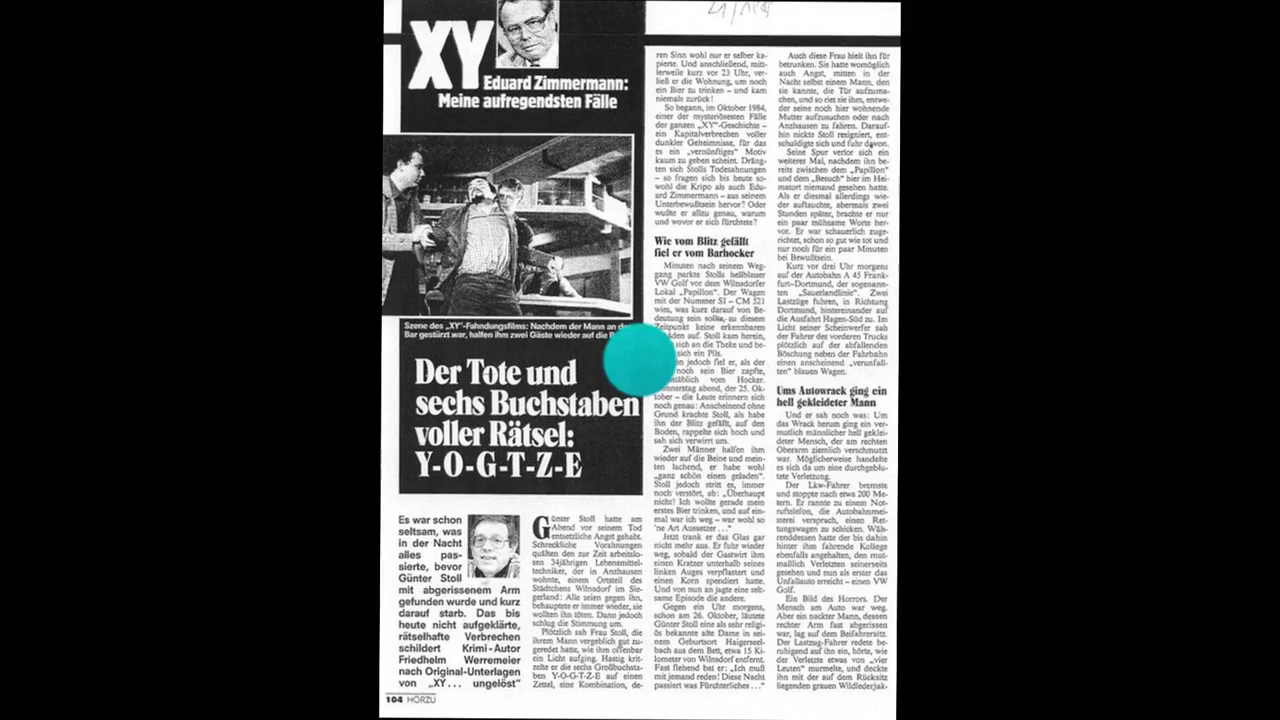 XY
Eduard Zimmermann:
Meine aufregendsten Fälle
Szene des „XY“-Fahndungsfilms: Nachdem der Mann an
Bar gestürzt war, halfen ihm zwei Gäste wieder auf die
Der Tote und
sechs Buchstaben
voller Rätsel:
Y-O-G-T-Z-E
Es war schon
seltsam, was
in der Nacht
alles pas-
sierte, bevor
Günter Stoll
mit abgerissenem Arm
gefunden wurde und kurz
darauf starb. Das bis
heute nicht aufgeklärte,
rätselhafte Verbrechen
schildert Krimi-Autor
Friedhelm Werremeier
nach Original-Unterlagen
von „XY... ungelöst“
Günter Stoll hatte am
Abend vor seinem Tod
entsetzliche Angst gehabt.
Schreckliche Vorahnungen
quälten den zur Zeit arbeitslo-
sen 34jährigen Lebensmittel-
techniker, der in Anzhausen
wohnte, einem Ortsteil des
Städtchens Wilnsdorf im Sie-
gerland: Alle seien gegen ihn,
behauptete er immer wieder, sie
wollten ihn töten. Dann jedoch
schlug die Stimmung um.
Plötzlich sah Frau Stoll, die
ihrem Mann vergeblich gut zu-
geredet hatte, wie ihm offenbar
ein Licht aufging. Hastig krit-
zelte er die sechs Großbuchsta-
ben Y-O-G-T-Z-E auf einen
Zettel, eine Kombination, de-
ren Sinn wohl nur er selber ka-
pierte. Und anschließend, mitt-
lerweile kurz vor 23 Uhr, ver-
ließ er die Wohnung, um noch
ein Bier zu trinken – und kam
niemals zurück!
So begann, im Oktober 1984,
einer der mysteriösesten Fälle
der ganzen „XY“-Geschichte –
ein Kapitalverbrechen voller
dunkler Geheimnisse, für das
es ein „vernünftiges“ Motiv
kaum zu geben scheint. Dräng-
ten sich Stolls Todesahnungen
– so fragen sich bis heute so-
wohl die Kripo als auch Edu-
ard Zimmermann – aus seinem
Unterbewußtsein hervor? Oder
wußte er allzu genau, warum
und wovor er sich fürchtete?
Wie vom Blitz gefällt
fiel er vom Barhocker
Minuten nach seinem Weg-
gang parkte Stolls hellblauer
VW Golf vor dem Wilnsdorfer
Lokal „Papillon“. Der Wagen
mit der Nummer SI – CM 521
wies, was kurz darauf von Be-
deutung sein sollte, zu diesem
Zeitpunkt keine erkennbaren
äden auf. Stoll kam herein,
sich an die Theke und be-
sich ein Pils.
jedoch fiel er, als der
noch sein Bier zapfte,
stäblich vom Hocker.
onnerstag abend, der 25. Ok-
tober – die Leute erinnern sich
noch genau: Anscheinend ohne
Grund krachte Stoll, als habe
ihn der Blitz gefällt, auf den
Boden, rappelte sich hoch und
sah sich verwirrt um.
Zwei Männer halfen ihm
wieder auf die Beine und mein-
ten lachend, er habe wohl
„ganz schön einen geladen“.
Stoll jedoch stritt es, immer
noch verstört, ab: „Überhaupt
nicht! Ich wollte gerade mein
erstes Bier trinken, und auf ein-
mal war ich weg – war wohl so
'ne Art Aussetzer...“
Jetzt trank er das Glas gar
nicht mehr aus. Er fuhr wieder
weg, sobald der Gastwirt ihm
einen Kratzer unterhalb seines
linken Auges verpflastert und
einen Korn spendiert hatte.
Und von nun an jagte eine selt-
same Episode die andere.
Gegen ein Uhr morgens,
schon am 26. Oktober, läutete
Günter Stoll eine als sehr religi-
ös bekannte alte Dame in sei-
nem Geburtsort Haigerseel-
bach aus dem Bett, etwa 15 Ki-
lometer von Wilnsdorf entfernt.
Fast flehend bat er: „Ich muß
mit jemand reden! Diese Nacht
passiert was Fürchterliches...“
Auch diese Frau hielt ihn für
betrunken. Sie hatte womöglich
auch Angst, mitten in der
Nacht selbst einem Mann, den
sie kannte, die Tür aufzuma-
chen, und so riet sie ihm, entwe-
der seine noch hier wohnende
Mutter aufzusuchen oder nach
Anzhausen zu fahren. Darauf-
hin nickte Stoll resigniert, ent-
schuldigte sich und fuhr davon.
Seine Spur verlor sich ein
weiteres Mal, nachdem ihn be-
reits zwischen dem „Papillon“
und dem „Besuch“ hier im Hei-
matort niemand gesehen hatte.
Als er diesmal allerdings wie-
der auftauchte, abermals zwei
Stunden später, brachte er nur
ein paar mühsame Worte her-
vor. Er war schauerlich zuge-
richtet, schon so gut wie tot und
nur noch für ein paar Minuten
bei Bewußtsein.
Kurz vor drei Uhr morgens
auf der Autobahn A 45 Frank-
furt–Dortmund, der sogenann-
ten „Sauerlandlinie“. Zwei
Lastzüge fuhren, in Richtung
Dortmund, hintereinander auf
die Ausfahrt Hagen-Süd zu. Im
Licht seiner Scheinwerfer sah
der Fahrer des vorderen Trucks
plötzlich auf der abfallenden
Böschung neben der Fahrbahn
einen anscheinend „verunfall-
ten“ blauen Wagen.
Ums Autowrack ging ein
hell gekleideter Mann
Und er sah noch was: Um
das Wrack herum ging ein ver-
mutlich männlicher hell geklei-
deter Mensch, der am rechten
Oberarm ziemlich verschmutzt
war. Möglicherweise handelte
es sich da um eine durchgeblu-
tete Verletzung.
Der Lkw-Fahrer bremste
und stoppte nach etwa 200 Me-
tern. Er rannte zu einem Not-
ruftelefon, die Autobahnmei-
sterei versprach, einen Ret-
tungswagen zu schicken. Wäh-
renddessen hatte der bis dahin
hinter ihm fahrende Kollege
ebenfalls angehalten, den mut-
maßlich Verletzten seinerseits
gesehen und nun als erster das
Unfallauto erreicht – einen VW
Golf.
Ein Bild des Horrors. Der
Mensch am Auto war weg.
Aber ein nackter Mann, dessen
rechter Arm fast abgerissen
war, lag auf dem Beifahrersitz.
Der Lastzug-Fahrer redete be-
ruhigend auf ihn ein, hörte, wie
der Verletzte etwas von „vier
Leuten“ murmelte, und deckte
ihn mit der auf dem Rücksitz
liegenden grauen Wildlederjak-
104 HÖRZU